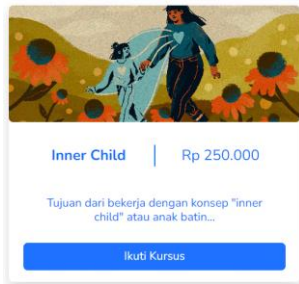 Inner Child
Rp 250.000
Tujuan dari bekerja dengan konsep "inner
child" atau anak batin...
Ikuti Kursus